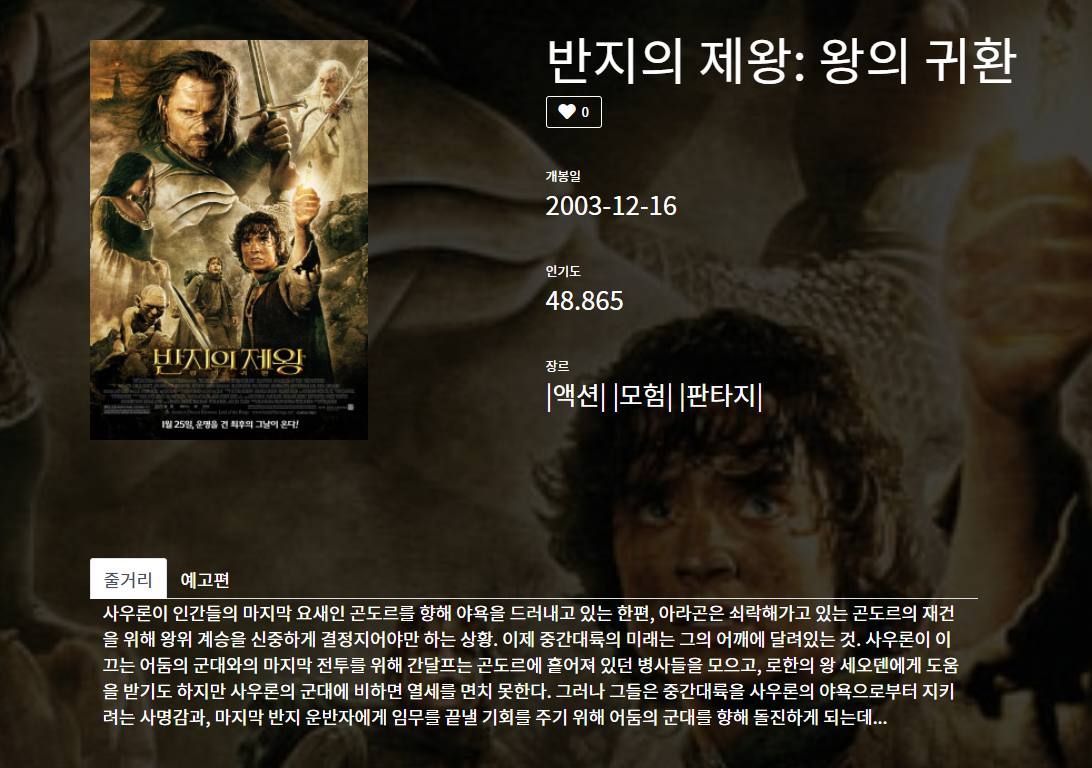 반지의 제왕: 왕의 귀환
0
개봉일
2003-12-16
인기도
48.865
장르
|액션| |모험| |판타지|
반지의 제왕
1월 25일, 운명을 건 최후의 그날이 온다!
줄거리 예고편
사우론이 인간들의 마지막 요새인 곤도르를 향해 야욕을 드러내고 있는 한편, 아라곤은 쇠락해가고 있는 곤도르의 재건
을 위해 왕위 계승을 신중하게 결정지어야만 하는 상황. 이제 중간대륙의 미래는 그의 어깨에 달려있는 것. 사우론이 이
끄는 어둠의 군대와의 마지막 전투를 위해 간달프는 곤도르에 흩어져 있던 병사들을 모으고, 로한의 왕 세오덴에게 도움
을 받기도 하지만 사우론의 군대에 비하면 열세를 면치 못한다. 그러나 그들은 중간대륙을 사우론의 야욕으로부터 지키
려는 사명감과, 마지막 반지 운반자에게 임무를 끝낼 기회를 주기 위해 어둠의 군대를 향해 돌진하게 되는데...